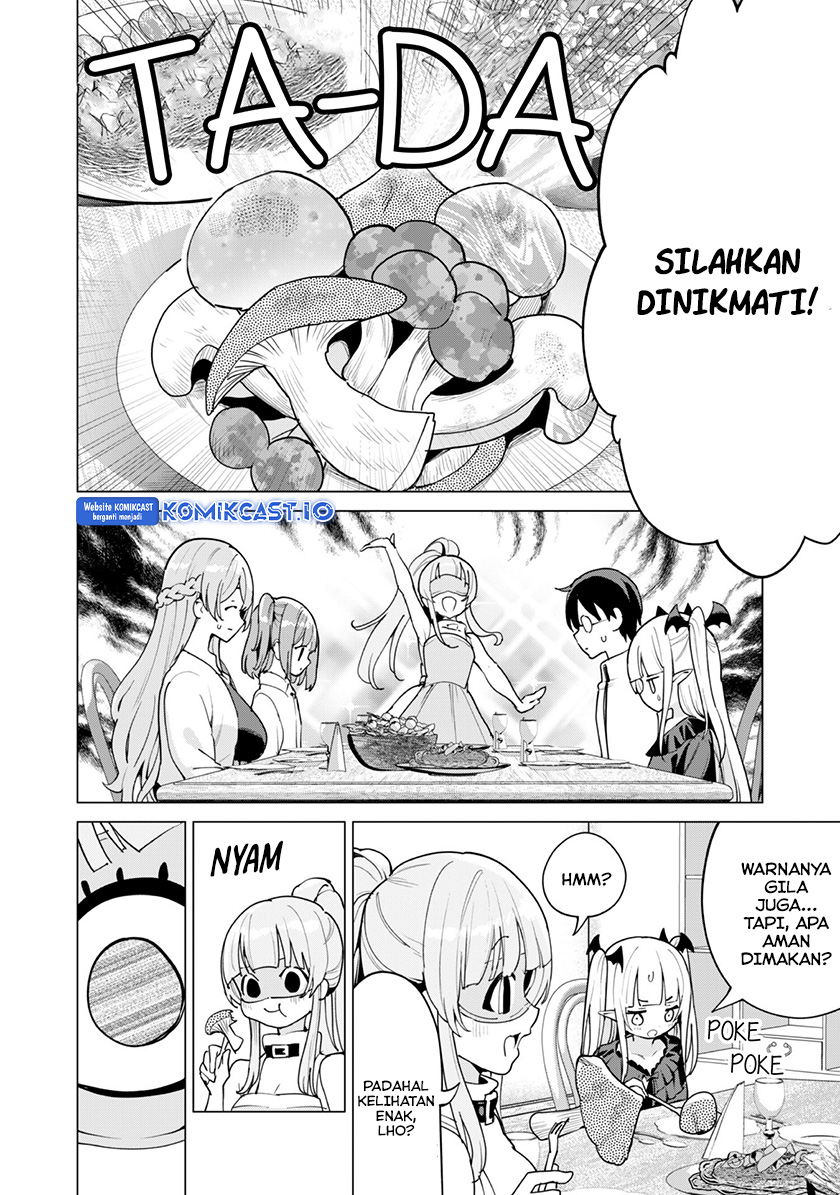 TA-DA
SILAHKAN
DINIKMATI!
Website KOMIKCAST
berganti menjadi
KOMIKCAST.IO
WARNANYA
GILA
JUGA...
TAPI, APA
AMAN
DIMAKAN?
POKE
POKE
HMM?
PADAHAL
KELIHATAN
ENAK,
LHO?
NYAM